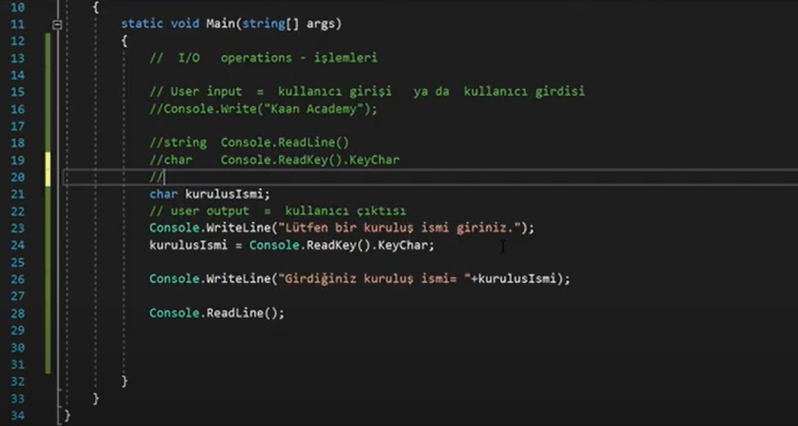 10 {
11 static void Main(string[] args)
12 {
13 // I/O operations - işlemleri
14
15 // User input = kullanıcı girişi ya da kullanıcı girdisi
16 //Console.Write("Kaan Academy");
17
18 //string Console.ReadLine()
19 //char Console.ReadKey().KeyChar
20 //
21 char kurulusIsmi;
22 // user output = kullanıcı çıktısı
23 Console.WriteLine("Lütfen bir kuruluş ismi giriniz.");
24 kurulusIsmi = Console.ReadKey().KeyChar;
25
26 Console.WriteLine("Girdiğiniz kuruluş ismi= "+kurulusIsmi);
27
28 Console.ReadLine();
29
30
31
32 }
33 }
34 }